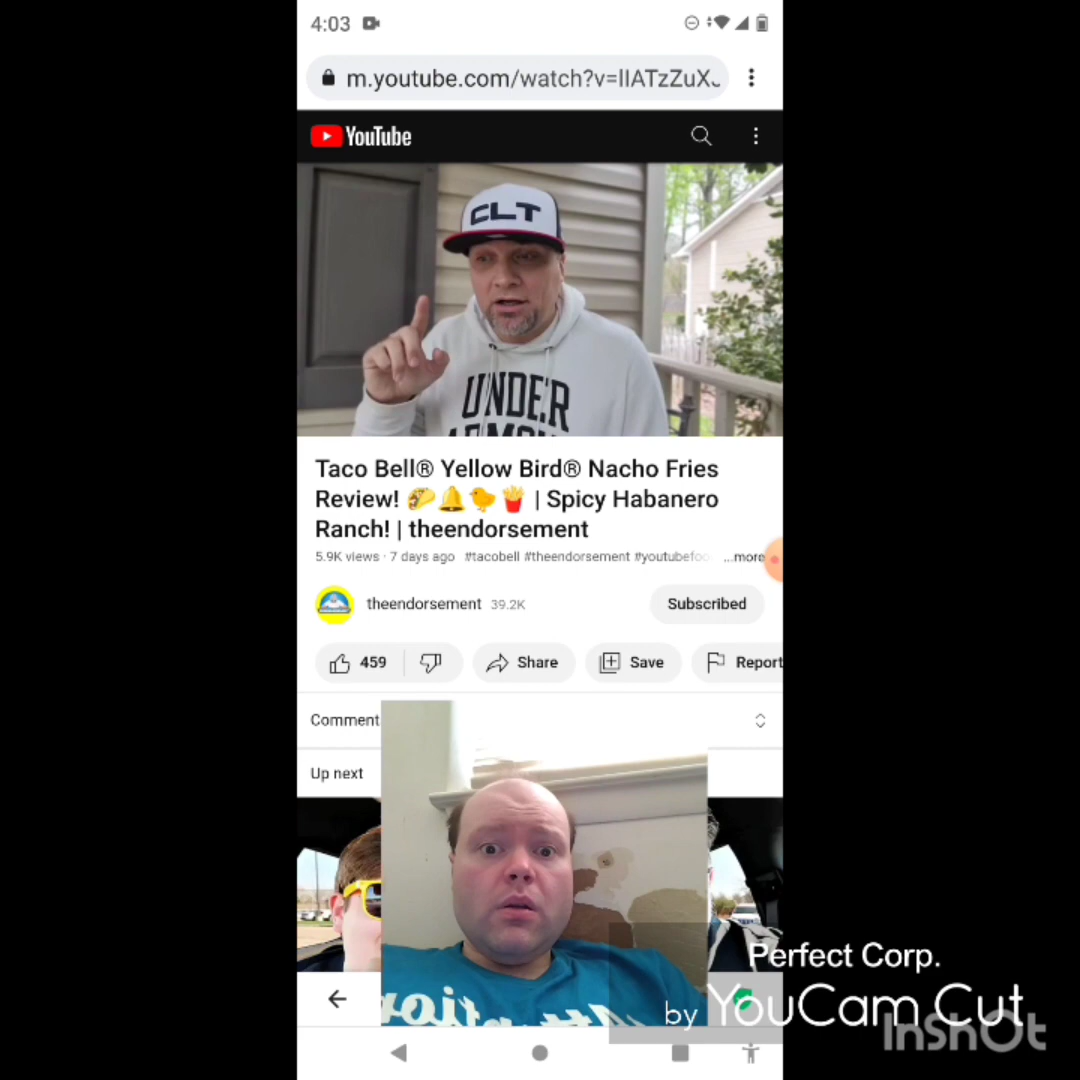 4:03
m.youtube.com/watch?v=lIATzZuX
YouTube
CLT
UNDER
Taco Bell® Yellow Bird® Nacho Fries
Review! 🌮🔔🐤🍟 | Spicy Habanero
Ranch! | theendorsement
5.9K views · 7 days ago #tacobell #theendorsement #youtubefoo ...more
theendorsement 39.2K
Subscribed
459
Share
Save
Report
Comment
Up next
Perfect Corp.
by YouCam Cut
InShOt